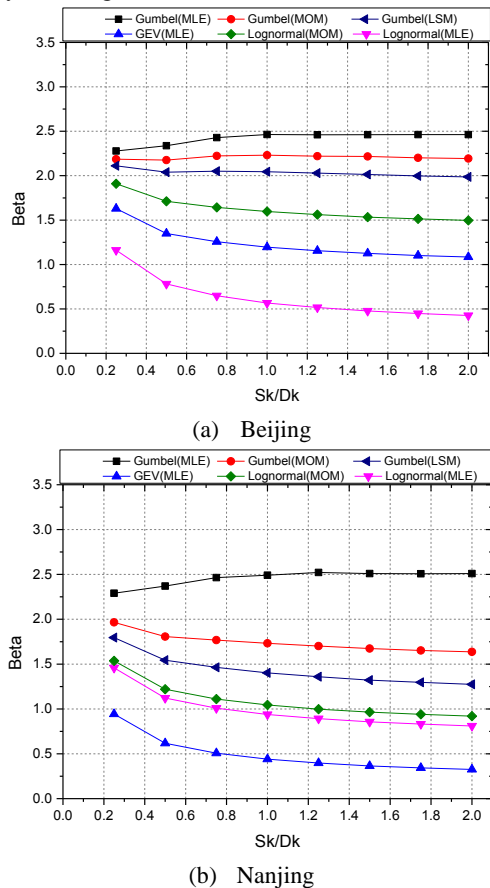 Gumbel(MLE) Gumbel(MOM) Gumbel(LSM)
GEV(MLE) Lognormal(MOM) Lognormal(MLE)
3.5
3.0
2.5
2.0
1.5
1.0
0.5
0.0
Beta
0.0 0.2 0.4 0.6 0.8 1.0 1.2 1.4 1.6 1.8 2.0
Sk/Dk
(a) Beijing
Gumbel(MLE) Gumbel(MOM) Gumbel(LSM)
GEV(MLE) Lognormal(MOM) Lognormal(MLE)
3.5
3.0
2.5
2.0
1.5
1.0
0.5
0.0
Beta
0.0 0.2 0.4 0.6 0.8 1.0 1.2 1.4 1.6 1.8 2.0
Sk/Dk
(b) Nanjing